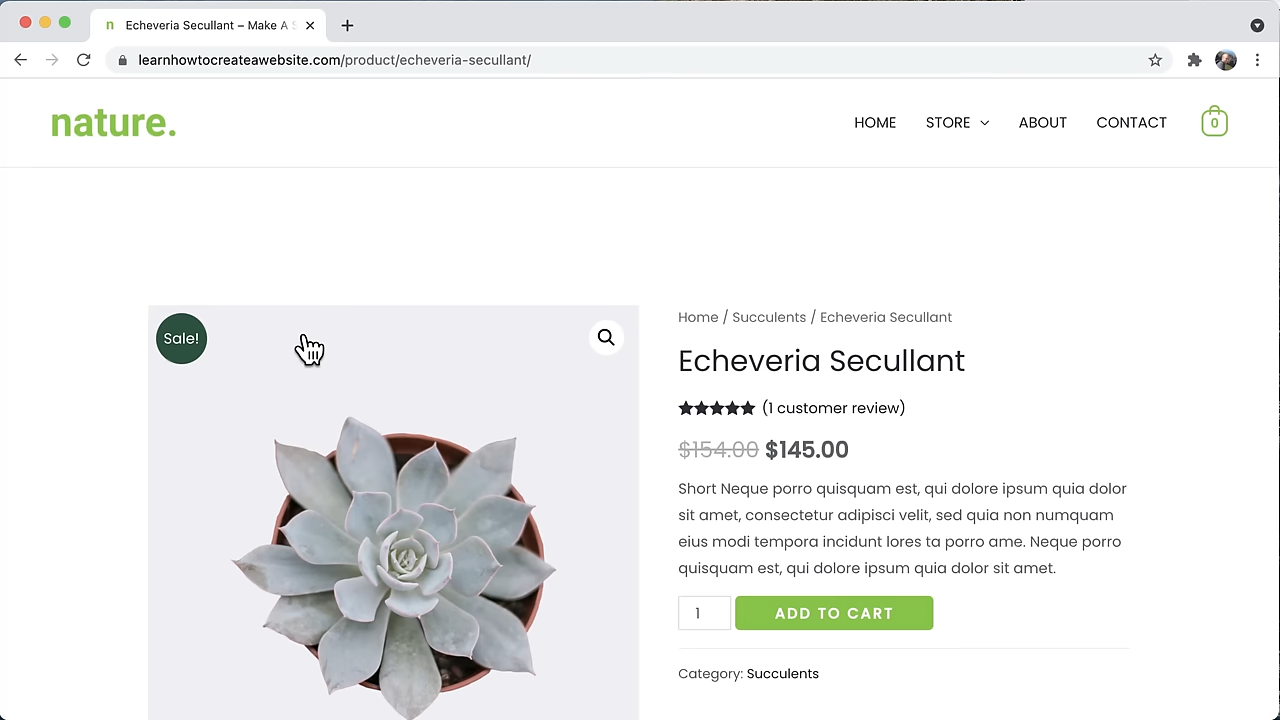 n Echeveria Secullant – Make A S
learnhowtocreateawebsite.com/product/echeveria-secullant/
nature.
HOME STORE ABOUT CONTACT 0
Sale!
Home / Succulents / Echeveria Secullant
Echeveria Secullant
(1 customer review)
$154.00 $145.00
Short Neque porro quisquam est, qui dolore ipsum quia dolor
sit amet, consectetur adipisci velit, sed quia non numquam
eius modi tempora incidunt lores ta porro ame. Neque porro
quisquam est, qui dolore ipsum quia dolor sit amet.
1 ADD TO CART
Category: Succulents